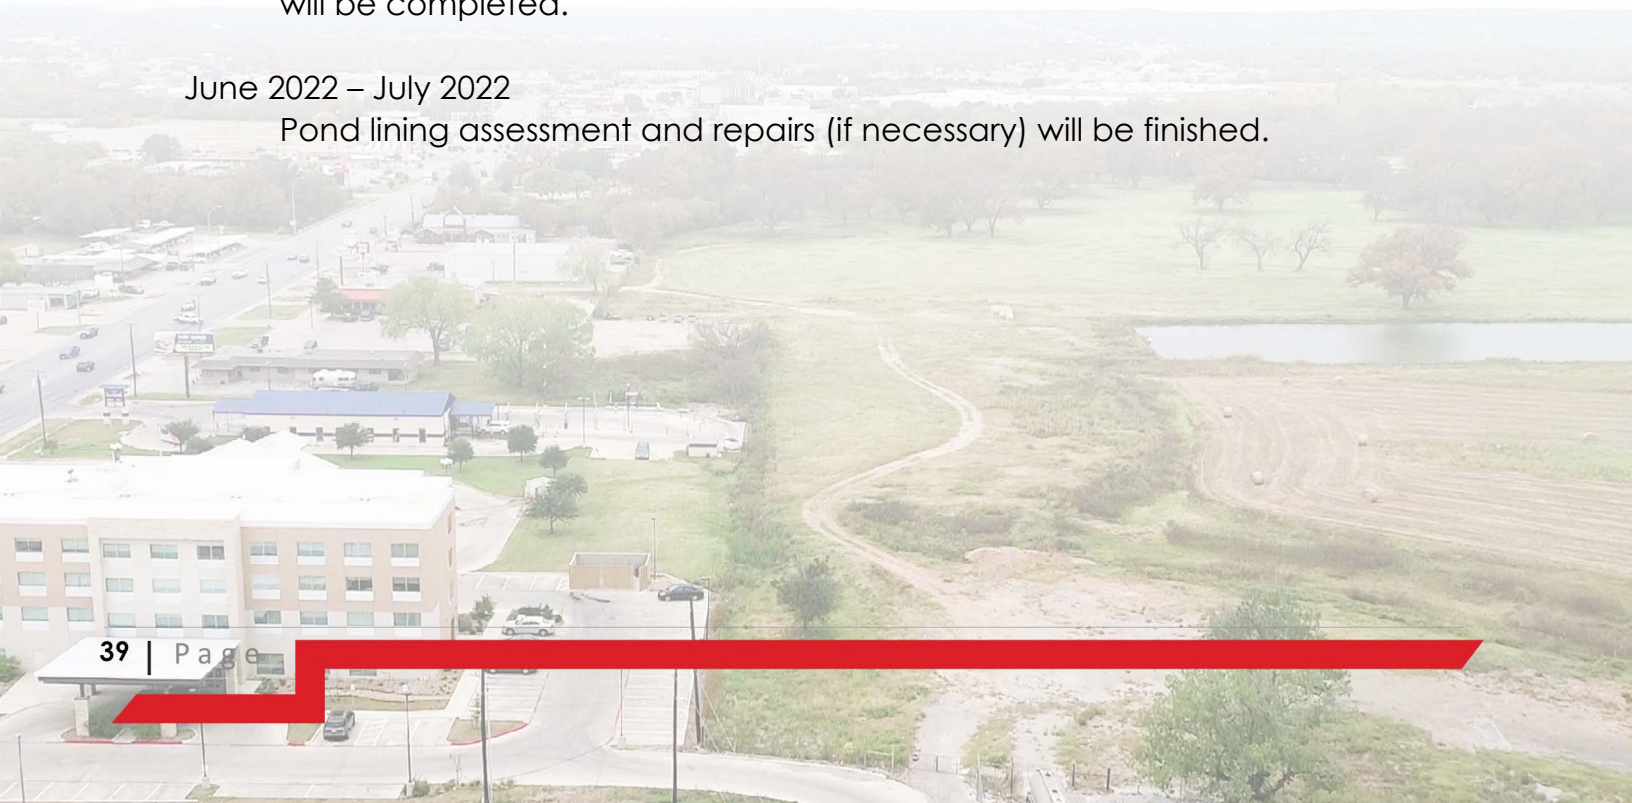 will be completed.
June 2022 – July 2022
Pond lining assessment and repairs (if necessary) will be finished.
39 | Page